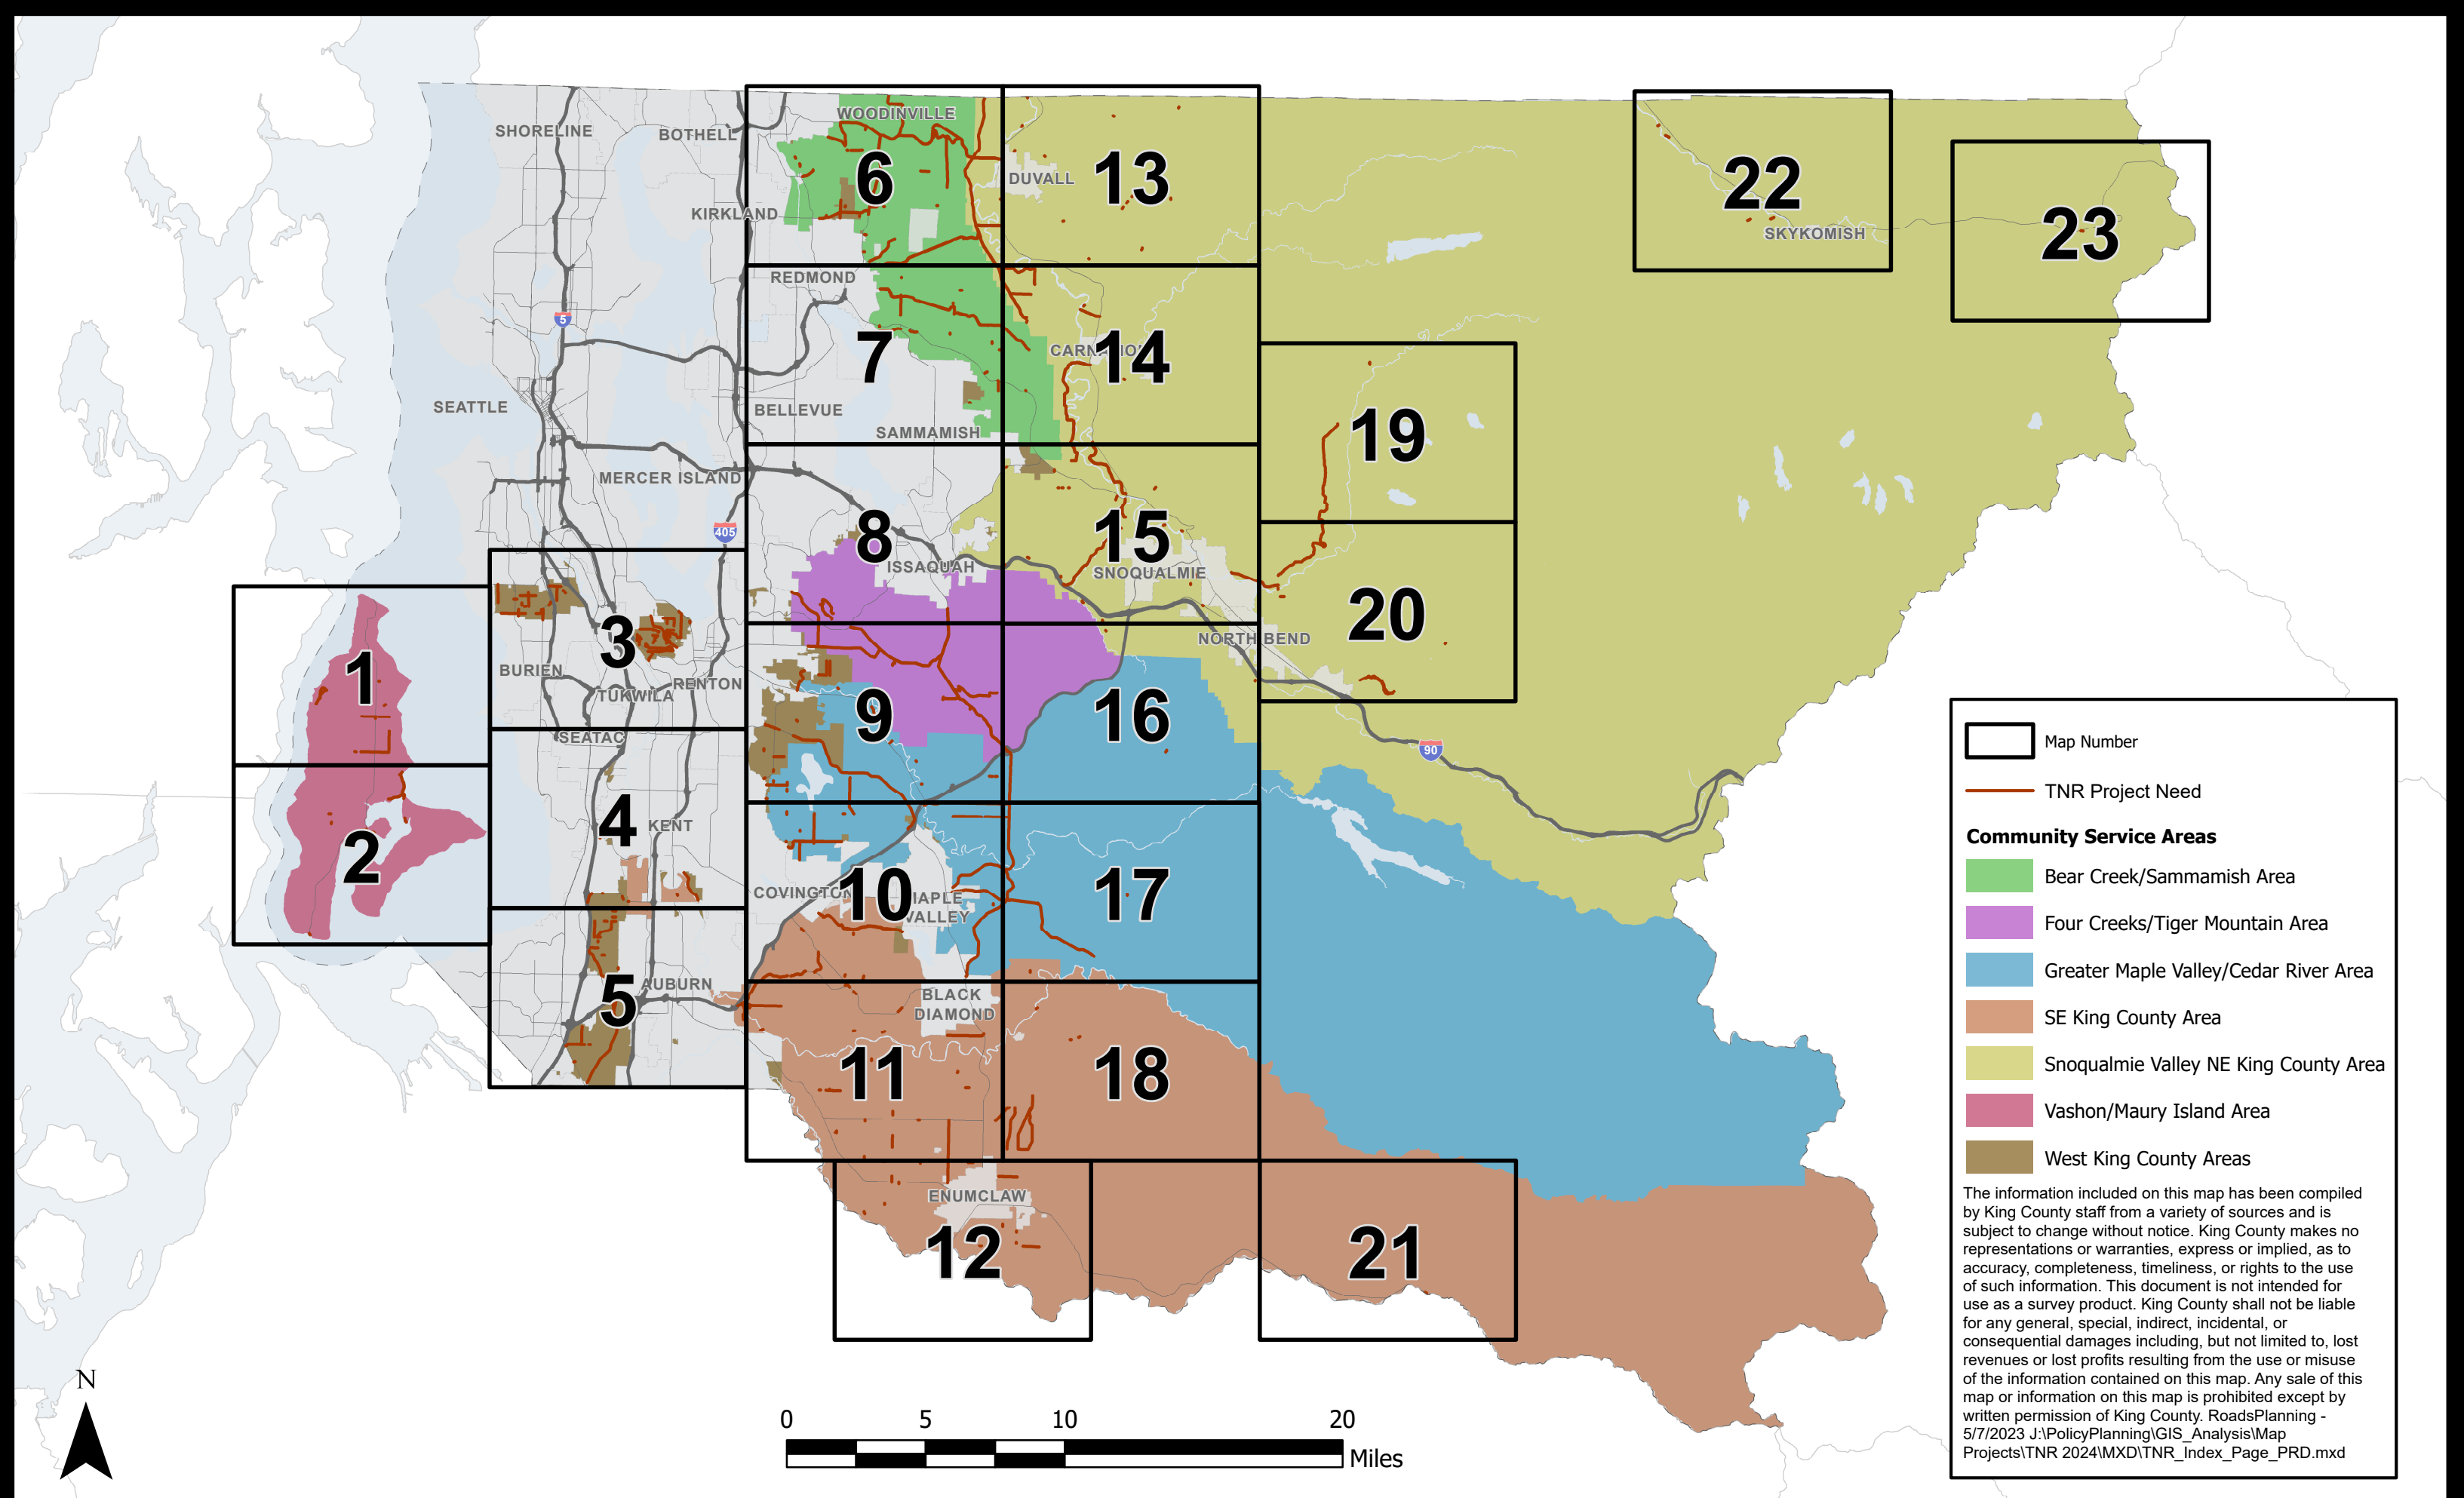 SHORELINE
BOTHELL
WOODINVILLE
6
13
DUVALL
22
SKYKOMISH
23
KIRKLAND
REDMOND
5
7
14
SEATTLE
BELLEVUE
SAMMAMISH
19
MERCER ISLAND
405
8
ISSAQUAH
15
SNOQUALMIE
20
NORTH BEND
1
3
BURIEN
TUKWILA
RENTON
9
16
SEATAC
90
2
4
KENT
COVINGTON
10
MAPLE
VALLEY
17
5
AUBURN
BLACK
DIAMOND
11
18
ENUMCLAW
12
21
Map Number
TNR Project Need
Community Service Areas
Bear Creek/Sammamish Area
Four Creeks/Tiger Mountain Area
Greater Maple Valley/Cedar River Area
SE King County Area
Snoqualmie Valley NE King County Area
Vashon/Maury Island Area
West King County Areas
The information included on this map has been compiled
by King County staff from a variety of sources and is
subject to change without notice. King County makes no
representations or warranties, express or implied, as to
accuracy, completeness, timeliness, or rights to the use
of such information. This document is not intended for
use as a survey product. King County shall not be liable
for any general, special, indirect, incidental, or
consequential damages including, but not limited to, lost
revenues or lost profits resulting from the use or misuse
of the information contained on this map. Any sale of this
map or information on this map is prohibited except by
written permission of King County. RoadsPlanning -
5/7/2023 J:\PolicyPlanning\GIS_Analysis\Map
Projects\TNR 2024\MXD\TNR_Index_Page_PRD.mxd
N
0 5 10 20
Miles